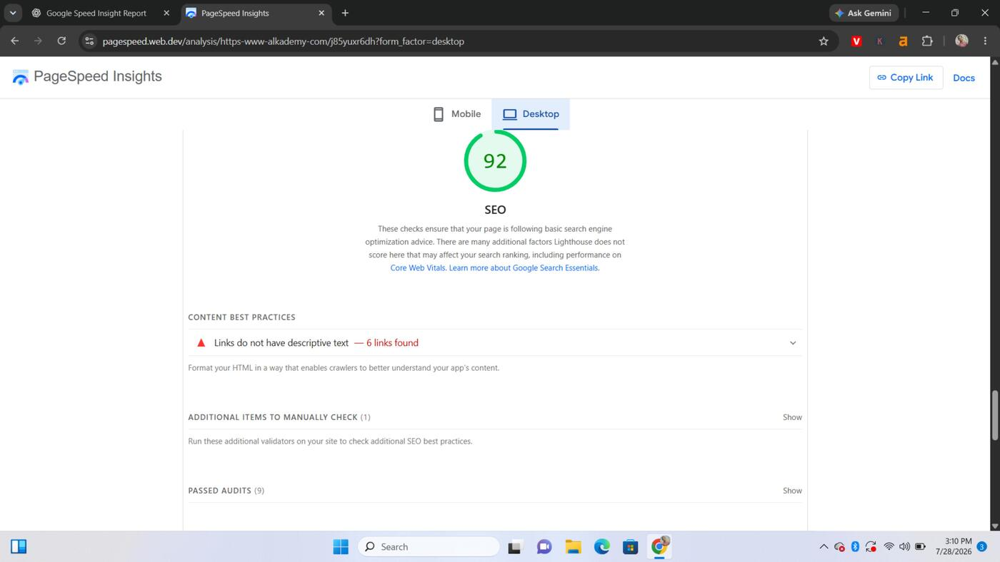 Google Speed Insight Report
PageSpeed Insights
Ask Gemini
pagespeed.web.dev/analysis/https-www-alkademy-com/j85yuxr6dh?form_factor=desktop
V
K
a
PageSpeed Insights
Copy Link
Docs
Mobile
Desktop
92
SEO
These checks ensure that your page is following basic search engine
optimization advice. There are many additional factors Lighthouse does not
score here that may affect your search ranking, including performance on
Core Web Vitals. Learn more about Google Search Essentials.
CONTENT BEST PRACTICES
Links do not have descriptive text — 6 links found
Format your HTML in a way that enables crawlers to better understand your app's content.
ADDITIONAL ITEMS TO MANUALLY CHECK (1)
Show
Run these additional validators on your site to check additional SEO best practices.
PASSED AUDITS (9)
Show
Search
3:10 PM
7/28/2026
3